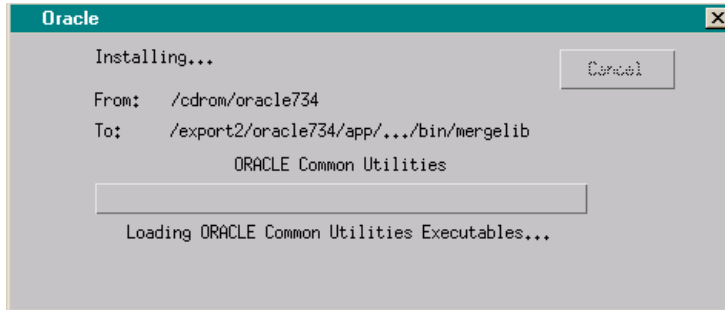 Oracle
Installing...
Cancel
From: /cdrom/oracle734
To: /export2/oracle734/app/.../bin/mergelib
ORACLE Common Utilities
Loading ORACLE Common Utilities Executables...